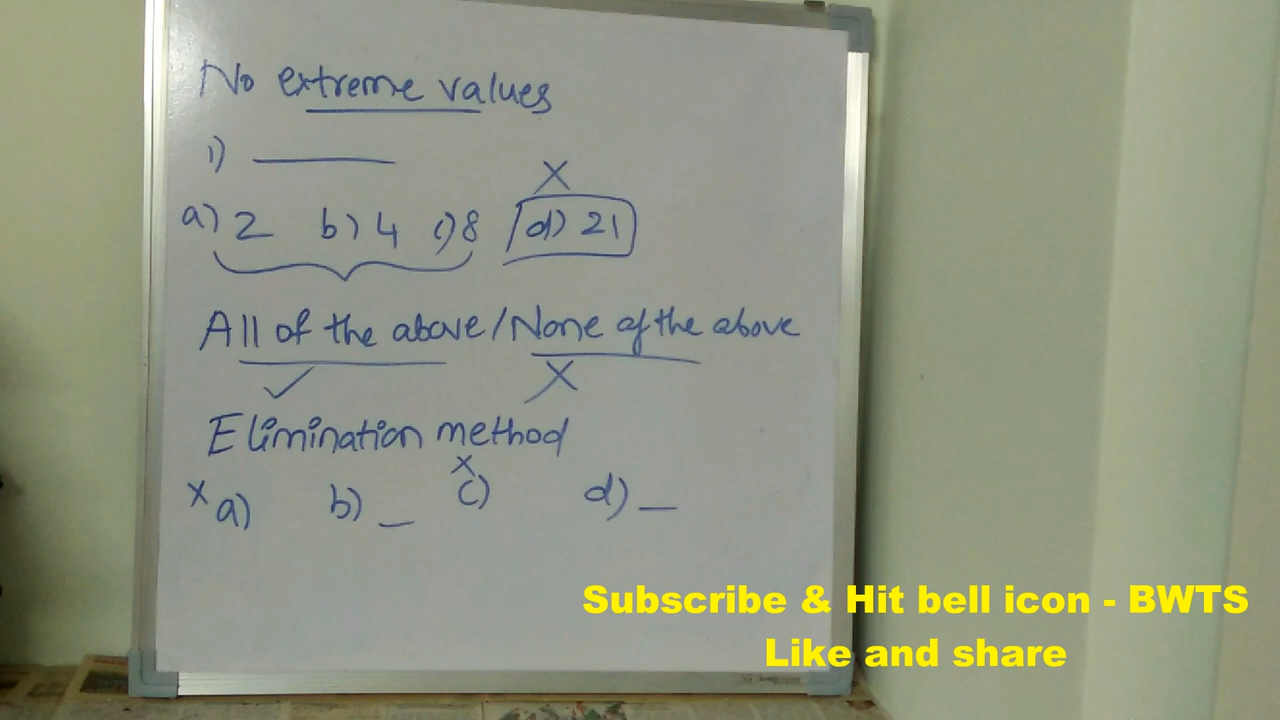 No extreme values
1) ________
X
a) 2 b) 4 c) 8 d) 21
All of the above / None of the above
✓ X
Elimination method
X a) b) _ X c) d) _
Subscribe & Hit bell icon - BWTS
Like and share